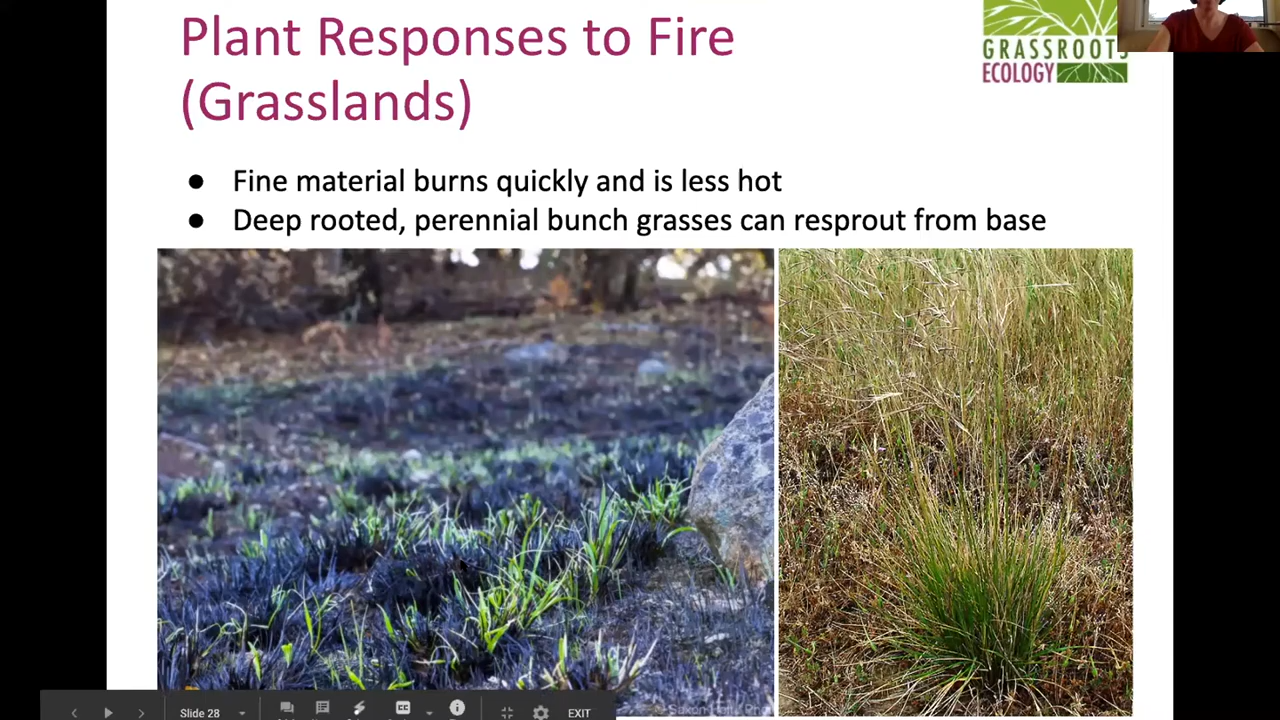 Plant Responses to Fire
(Grasslands)
GRASSROOTS
ECOLOGY
● Fine material burns quickly and is less hot
● Deep rooted, perennial bunch grasses can resprout from base
Slide 28
CC
EXIT